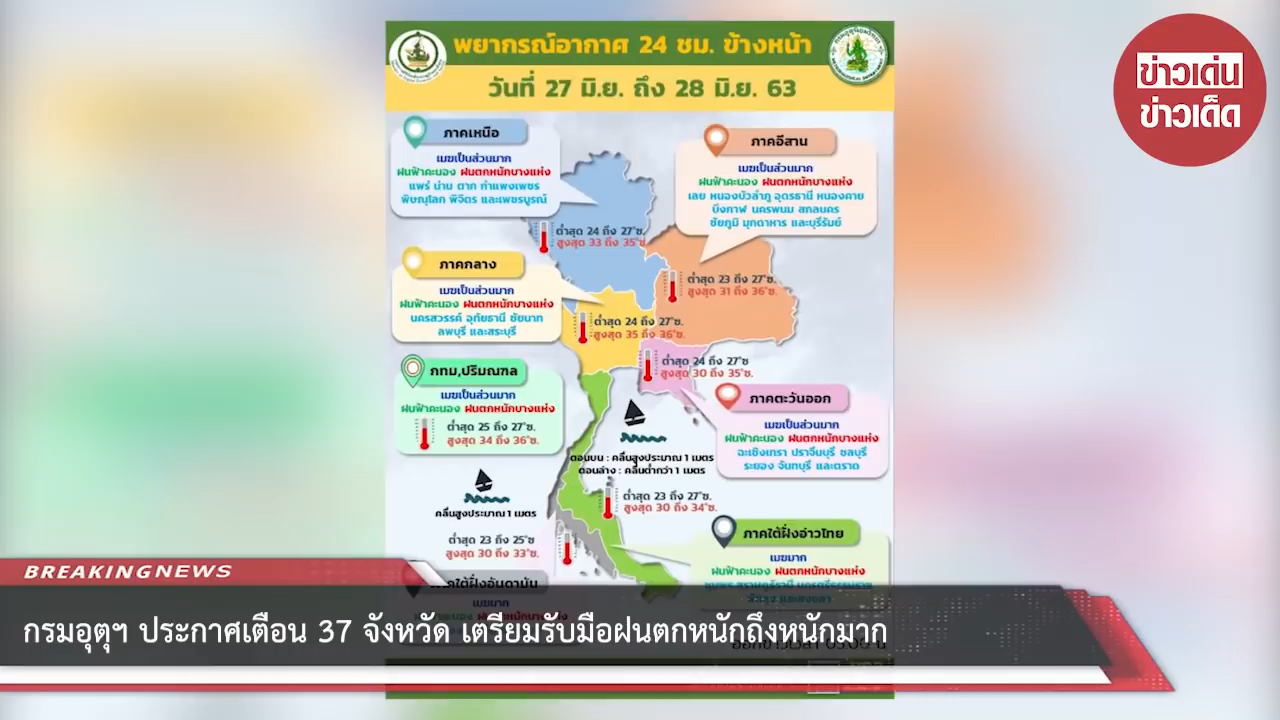 พยากรณ์อากาศ 24 ชม. ข้างหน้า
วันที่ 27 มิ.ย. ถึง 28 มิ.ย. 63
ข่าวเด่น
ข่าวเด็ด
ภาคเหนือ
เมฆเป็นส่วนมาก
ฝนฟ้าคะนอง ฝนตกหนักบางแห่ง
แพร่ น่าน ตาก กำแพงเพชร
พิษณุโลก พิจิตร และเพชรบูรณ์
ต่ำสุด 24 ถึง 27°ซ.
สูงสุด 33 ถึง 35°ซ
ภาคอีสาน
เมฆเป็นส่วนมาก
ฝนฟ้าคะนอง ฝนตกหนักบางแห่ง
เลย หนองบัวลำภู อุดรธานี หนองคาย
บึงกาฬ นครพนม สกลนคร
ชัยภูมิ มุกดาหาร และบุรีรัมย์
ต่ำสุด 23 ถึง 27°ซ.
สูงสุด 31 ถึง 36°ซ.
ภาคกลาง
เมฆเป็นส่วนมาก
ฝนฟ้าคะนอง ฝนตกหนักบางแห่ง
นครสวรรค์ อุทัยธานี ชัยนาท
ลพบุรี และสระบุรี
ต่ำสุด 24 ถึง 27°ซ.
สูงสุด 35 ถึง 36°ซ.
กทม,ปริมณฑล
เมฆเป็นส่วนมาก
ฝนฟ้าคะนอง ฝนตกหนักบางแห่ง
ต่ำสุด 25 ถึง 27°ซ.
สูงสุด 34 ถึง 36°ซ.
ต่ำสุด 24 ถึง 27°ซ
สูงสุด 30 ถึง 35°ซ.
ภาคตะวันออก
เมฆเป็นส่วนมาก
ฝนฟ้าคะนอง ฝนตกหนักบางแห่ง
ฉะเชิงเทรา ปราจีนบุรี ชลบุรี
ระยอง จันทบุรี และตราด
ตอนบน : คลื่นสูงประมาณ 1 เมตร
ตอนล่าง : คลื่นต่ำกว่า 1 เมตร
ต่ำสุด 23 ถึง 27°ซ.
สูงสุด 30 ถึง 34°ซ.
คลื่นสูงประมาณ 1 เมตร
ต่ำสุด 23 ถึง 25°ซ
สูงสุด 30 ถึง 33°ซ.
ภาคใต้ฝั่งอ่าวไทย
เมฆมาก
ฝนฟ้าคะนอง ฝนตกหนักบางแห่ง
BREAKINGNEWS
ภาคใต้ฝั่งอันดามัน
เมฆมาก
กรมอุตุฯ ประกาศเตือน 37 จังหวัด เตรียมรับมือฝนตกหนักถึงหนักมาก